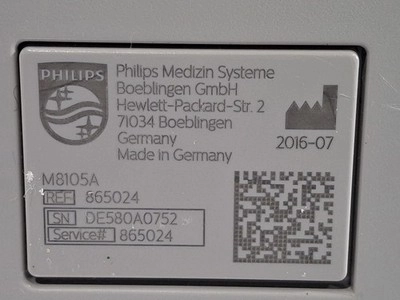 PHILIPS
Philips Medizin Systeme
Boeblingen GmbH
Hewlett-Packard-Str. 2
71034 Boeblingen
Germany
Made in Germany
2016-07
M8105A
REF 865024
SN DE580A0752
Service# 865024